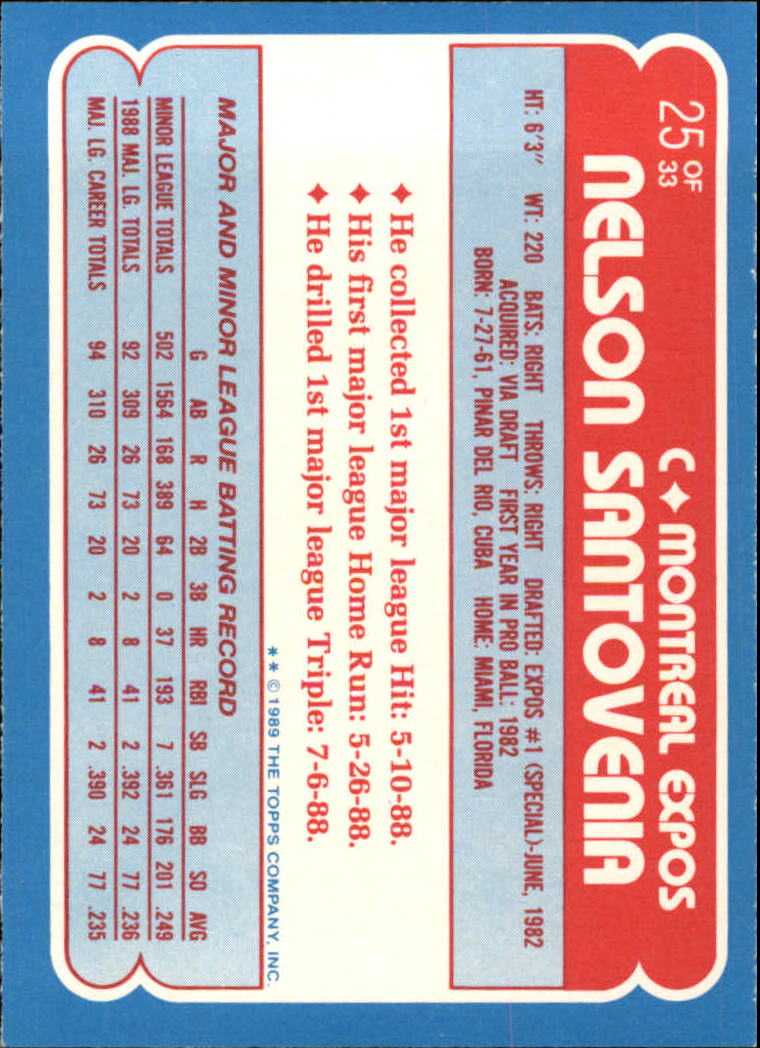 25 OF 33
C ♦ MONTREAL EXPOS
NELSON SANTOVENIA
HT: 6'3" WT: 220 BATS: RIGHT THROWS: RIGHT DRAFTED: EXPOS #1 (SPECIAL)-JUNE, 1982
ACQUIRED: VIA DRAFT FIRST YEAR IN PRO BALL: 1982
BORN: 7-27-61, PINAR DEL RIO, CUBA HOME: MIAMI, FLORIDA
♦ He collected 1st major league Hit: 5-10-88.
♦ His first major league Home Run: 5-26-88.
♦ He drilled 1st major league Triple: 7-6-88.
** © 1989 THE TOPPS COMPANY, INC.
MAJOR AND MINOR LEAGUE BATTING RECORD
G AB R H 2B 3B HR RBI SB SLG BB SO AVG
MINOR LEAGUE TOTALS 502 1564 168 389 64 0 37 193 7 .361 176 201 .249
1988 MAJ. LG. TOTALS 92 309 26 73 20 2 8 41 2 .392 24 77 .236
MAJ. LG. CAREER TOTALS 94 310 26 73 20 2 8 41 2 .390 24 77 .235